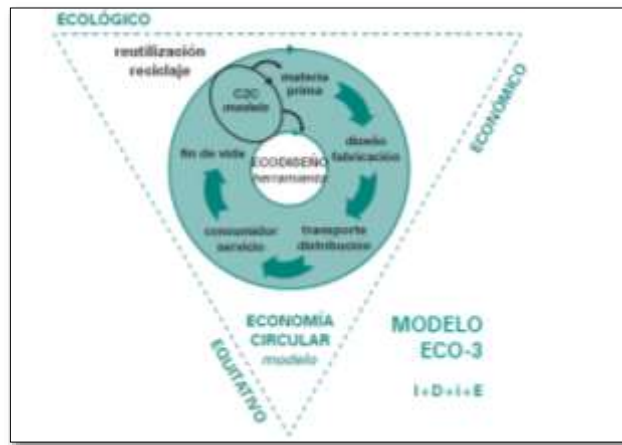 ECOLÓGICO
reutilización
reciclaje
C2C
modelo
materia
prima
diseño
fabricación
transporte
distribución
consumidor
servicio
fin de vida
ECODISEÑO
herramienta
ECONÓMICO
EQUITATIVO
ECONOMÍA
CIRCULAR
modelo
MODELO
ECO-3
I+D+i+E